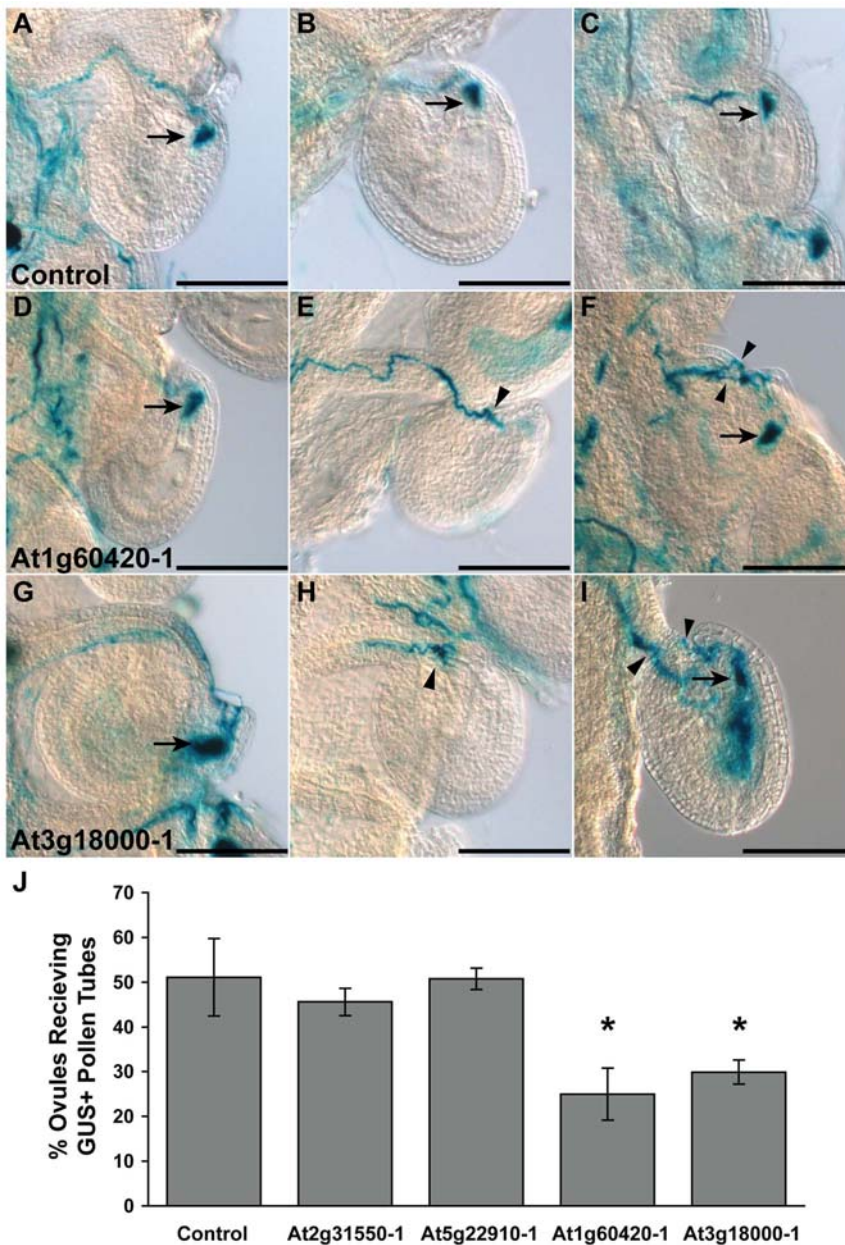 A
B
C
Control
D
E
F
At1g60420-1
G
H
I
At3g18000-1
J
70
60
50
40
30
20
10
0
% Ovules Recieving
GUS+ Pollen Tubes
*
*
Control
At2g31550-1
At5g22910-1
At1g60420-1
At3g18000-1